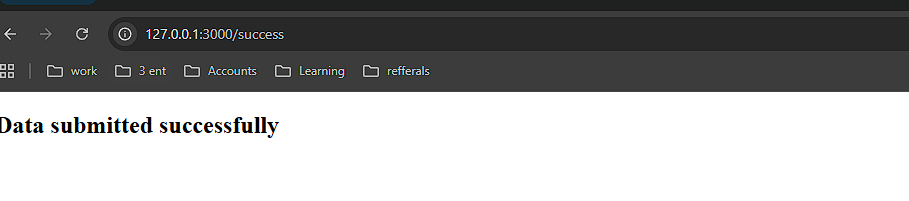 127.0.0.1:3000/success
work 3 ent Accounts Learning refferals
Data submitted successfully